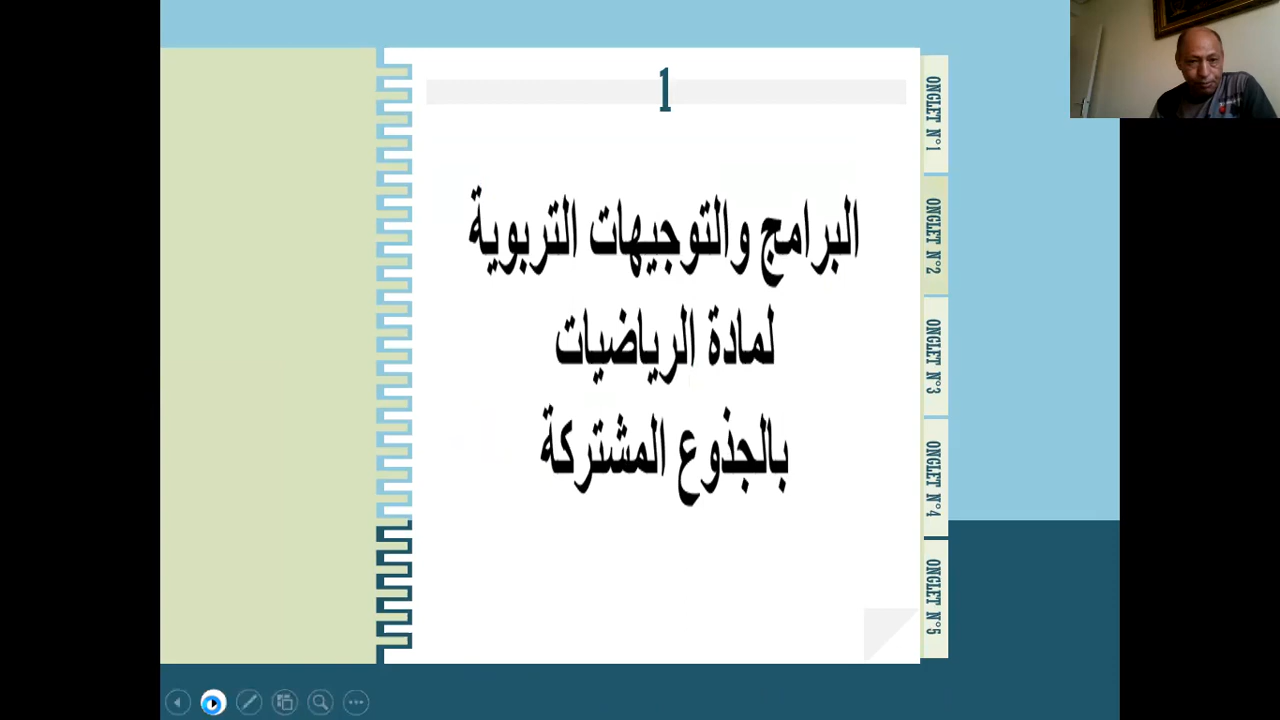 1
البرامج والتوجيهات التربوية
لمادة الرياضيات
بالجذوع المشتركة
ONGLET N°1
ONGLET N°2
ONGLET N°3
ONGLET N°4
ONGLET N°5